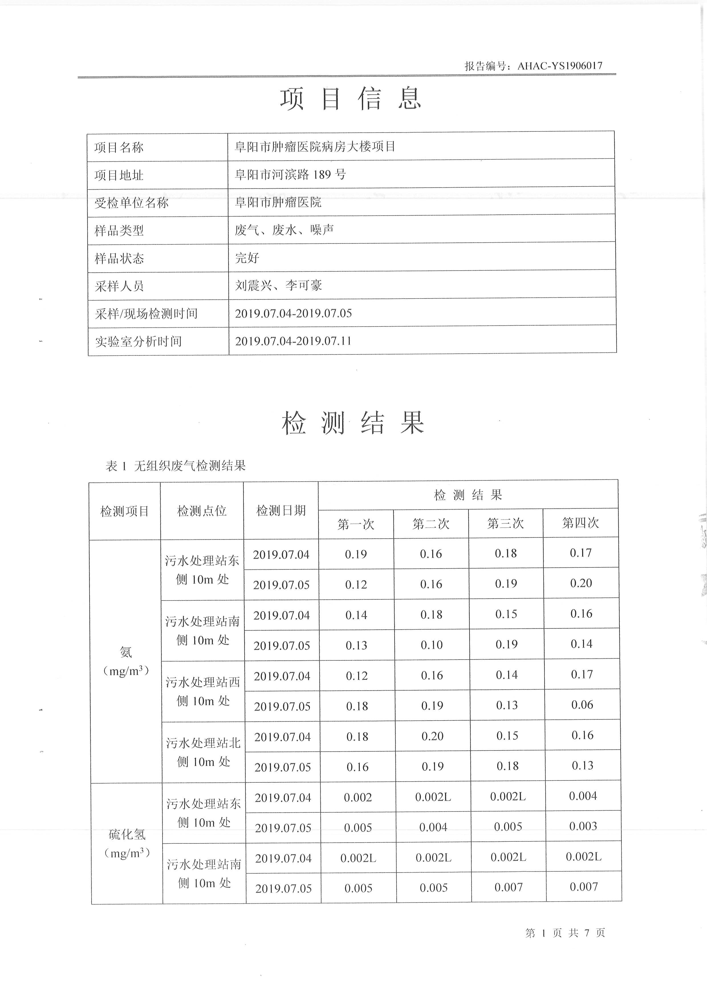 报告编号：AHAC-YS1906017
项 目 信 息
项目名称 阜阳市肿瘤医院病房大楼项目
项目地址 阜阳市河滨路 189 号
受检单位名称 阜阳市肿瘤医院
样品类型 废气、废水、噪声
样品状态 完好
采样人员 刘震兴、李可豪
采样/现场检测时间 2019.07.04-2019.07.05
实验室分析时间 2019.07.04-2019.07.11
检 测 结 果
表 1 无组织废气检测结果
检测项目 检测点位 检测日期 检 测 结 果
第一次 第二次 第三次 第四次
氨
（mg/m³）
污水处理站东
侧 10m 处
2019.07.04 0.19 0.16 0.18 0.17
2019.07.05 0.12 0.16 0.19 0.20
污水处理站南
侧 10m 处
2019.07.04 0.14 0.18 0.15 0.16
2019.07.05 0.13 0.10 0.19 0.14
污水处理站西
侧 10m 处
2019.07.04 0.12 0.16 0.14 0.17
2019.07.05 0.18 0.19 0.13 0.06
污水处理站北
侧 10m 处
2019.07.04 0.18 0.20 0.15 0.16
2019.07.05 0.16 0.19 0.18 0.13
硫化氢
（mg/m³）
污水处理站东
侧 10m 处
2019.07.04 0.002 0.002L 0.002L 0.004
2019.07.05 0.005 0.004 0.005 0.003
污水处理站南
侧 10m 处
2019.07.04 0.002L 0.002L 0.002L 0.002L
2019.07.05 0.005 0.005 0.007 0.007
第 1 页 共 7 页